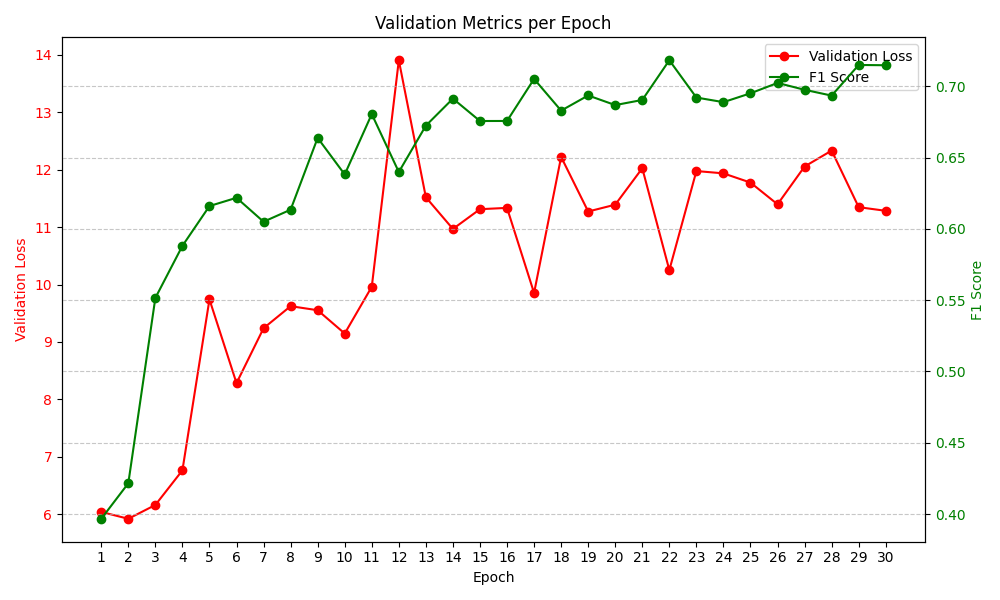 Validation Metrics per Epoch
Validation Loss
F1 Score
14
13
12
11
10
9
8
7
6
Validation Loss
0.70
0.65
0.60
0.55
0.50
0.45
0.40
F1 Score
1 2 3 4 5 6 7 8 9 10 11 12 13 14 15 16 17 18 19 20 21 22 23 24 25 26 27 28 29 30
Epoch